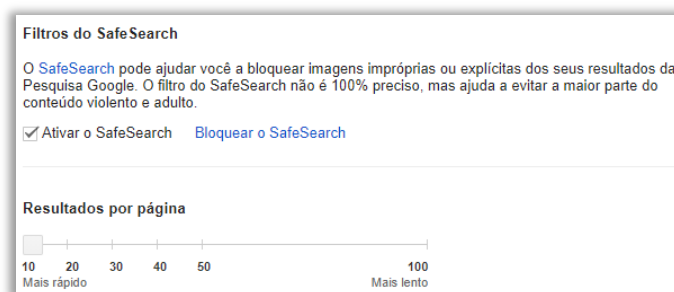 Filtros do SafeSearch
O SafeSearch pode ajudar você a bloquear imagens impróprias ou explícitas dos seus resultados da
Pesquisa Google. O filtro do SafeSearch não é 100% preciso, mas ajuda a evitar a maior parte do
conteúdo violento e adulto.
Ativar o SafeSearch Bloquear o SafeSearch
Resultados por página
10 20 30 40 50 100
Mais rápido Mais lento